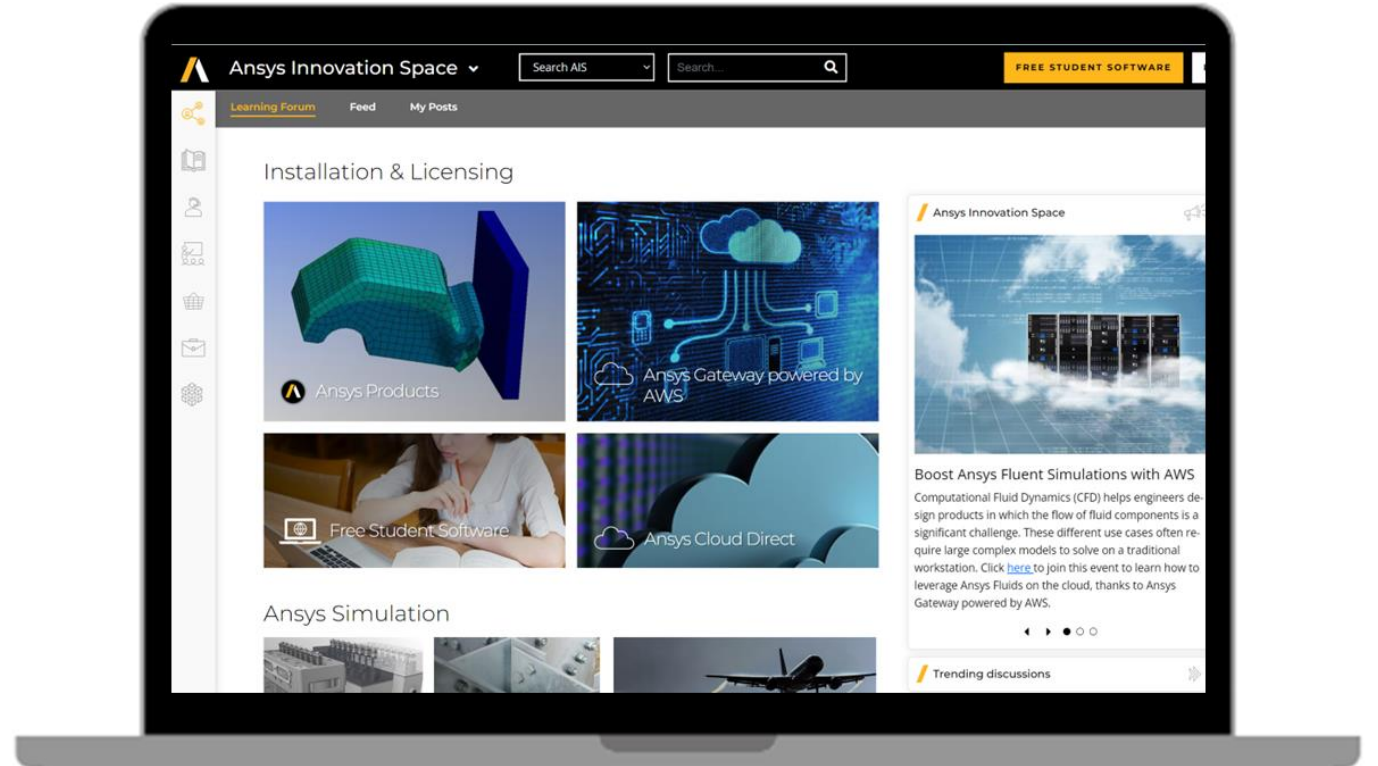 Ansys Innovation Space
Search AIS
Search...
FREE STUDENT SOFTWARE
Learning Forum
Feed
My Posts
Installation & Licensing
Ansys Products
Ansys Gateway powered by
AWS
Free Student Software
Ansys Cloud Direct
Ansys Simulation
Ansys Innovation Space
Boost Ansys Fluent Simulations with AWS
Computational Fluid Dynamics (CFD) helps engineers de-
sign products in which the flow of fluid components is a
significant challenge. These different use cases often re-
quire large complex models to solve on a traditional
workstation. Click here to join this event to learn how to
leverage Ansys Fluids on the cloud, thanks to Ansys
Gateway powered by AWS.
Trending discussions